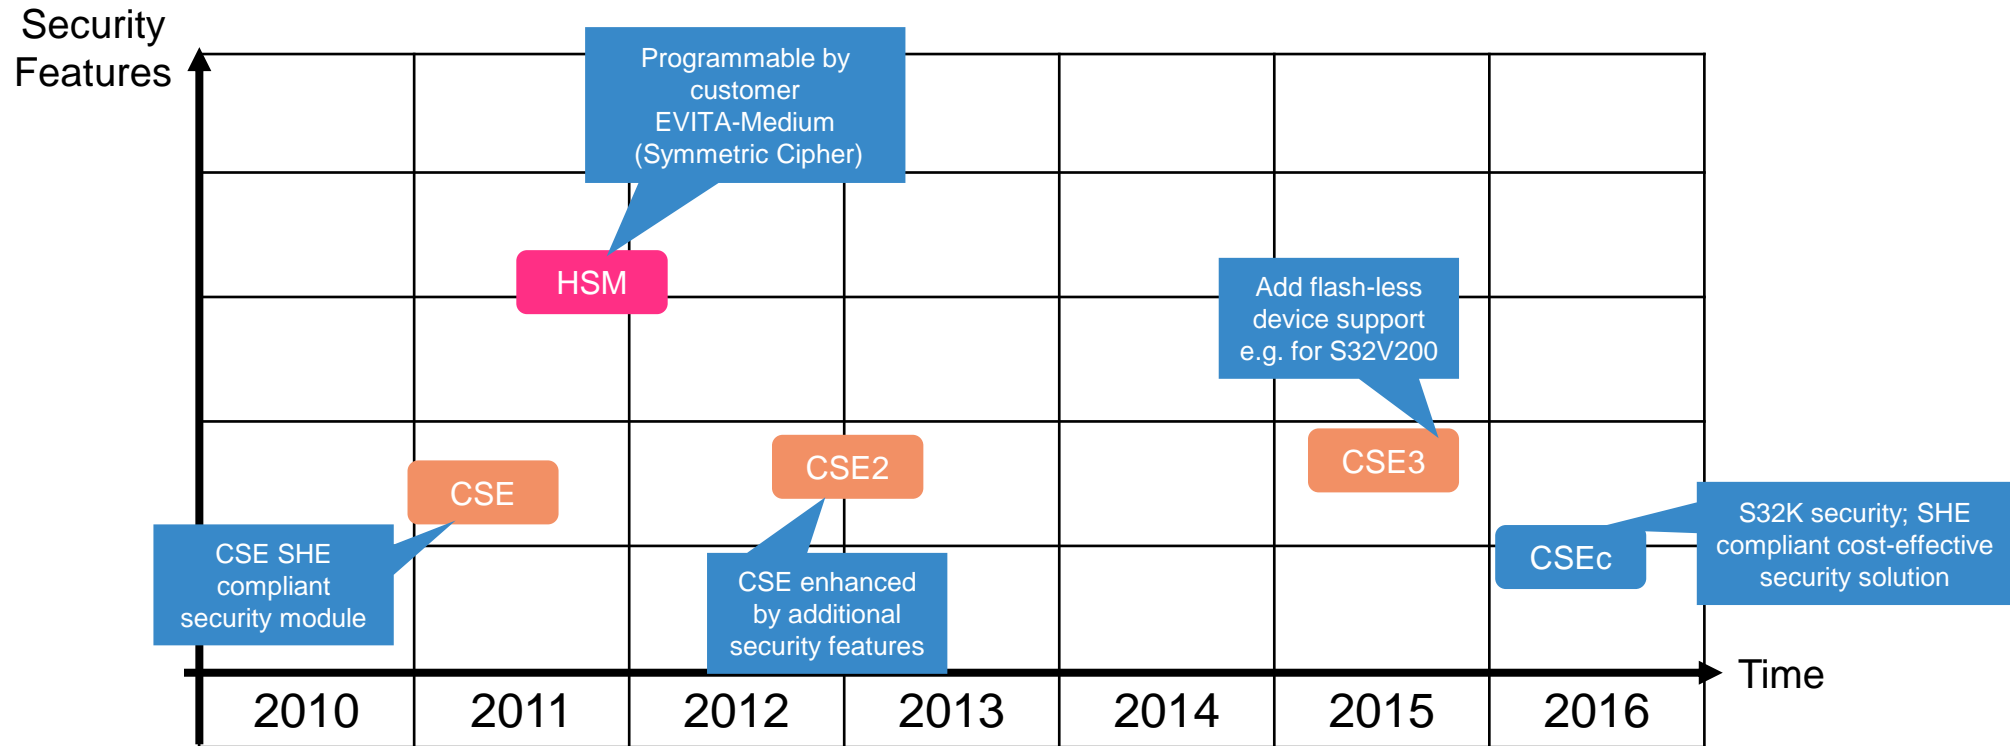 Security
Features
Programmable by
customer
EVITA-Medium
(Symmetric Cipher)
HSM
Add flash-less
device support
e.g. for S32V200
CSE
CSE2
CSE3
CSE SHE
compliant
security module
CSE enhanced
by additional
security features
CSEc
S32K security; SHE
compliant cost-effective
security solution
Time
2010
2011
2012
2013
2014
2015
2016